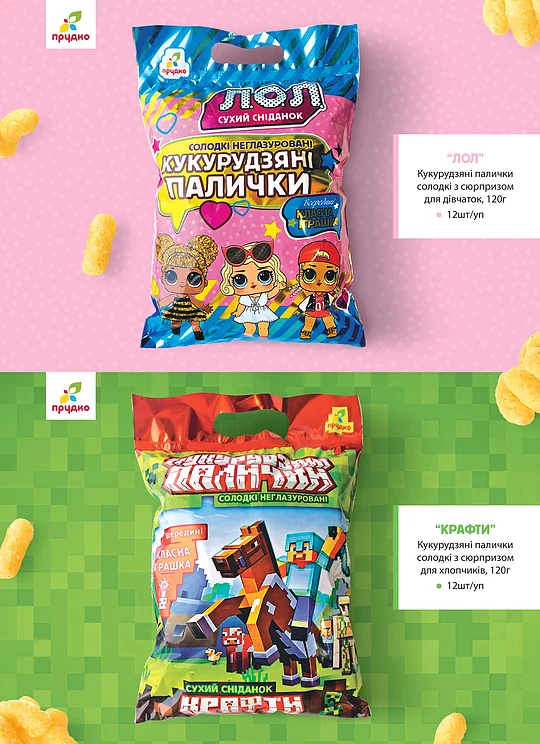 прудко
прудко
ЛОЛ
СУХИЙ СНІДАНОК
СОЛОДКІ НЕГЛАЗУРОВАНІ
КУКУРУДЗЯНІ
ПАЛИЧКИ
Всередині
КЛАСНА
ІГРАШКА
“ЛОЛ”
Кукурудзяні палички
солодкі з сюрпризом
для дівчаток, 120г
12шт/уп
прудко
прудко
КУКУРУДЗЯНІ
ПАЛИЧКИ
СОЛОДКІ НЕГЛАЗУРОВАНІ
Всередині
КЛАСНА
ІГРАШКА
СУХИЙ СНІДАНОК
КРАФТИ
“КРАФТИ”
Кукурудзяні палички
солодкі з сюрпризом
для хлопчиків, 120г
12шт/уп